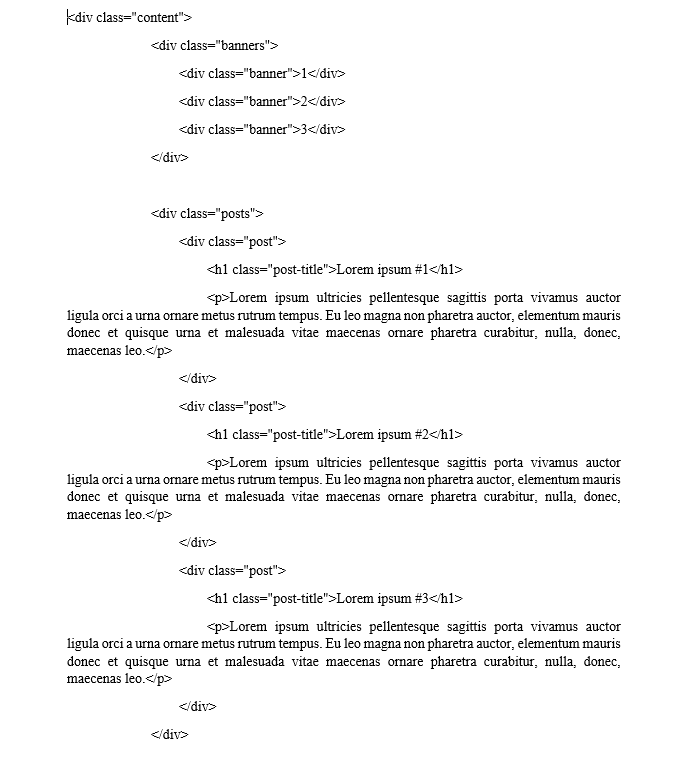 <div class="content">
<div class="banners">
<div class="banner">1</div>
<div class="banner">2</div>
<div class="banner">3</div>
</div>
<div class="posts">
<div class="post">
<h1 class="post-title">Lorem ipsum #1</h1>
<p>Lorem ipsum ultricies pellentesque sagittis porta vivamus auctor
ligula orci a urna ornare metus rutrum tempus. Eu leo magna non pharetra auctor, elementum mauris
donec et quisque urna et malesuada vitae maecenas ornare pharetra curabitur, nulla, donec,
maecenas leo.</p>
</div>
<div class="post">
<h1 class="post-title">Lorem ipsum #2</h1>
<p>Lorem ipsum ultricies pellentesque sagittis porta vivamus auctor
ligula orci a urna ornare metus rutrum tempus. Eu leo magna non pharetra auctor, elementum mauris
donec et quisque urna et malesuada vitae maecenas ornare pharetra curabitur, nulla, donec,
maecenas leo.</p>
</div>
<div class="post">
<h1 class="post-title">Lorem ipsum #3</h1>
<p>Lorem ipsum ultricies pellentesque sagittis porta vivamus auctor
ligula orci a urna ornare metus rutrum tempus. Eu leo magna non pharetra auctor, elementum mauris
donec et quisque urna et malesuada vitae maecenas ornare pharetra curabitur, nulla, donec,
maecenas leo.</p>
</div>
</div>